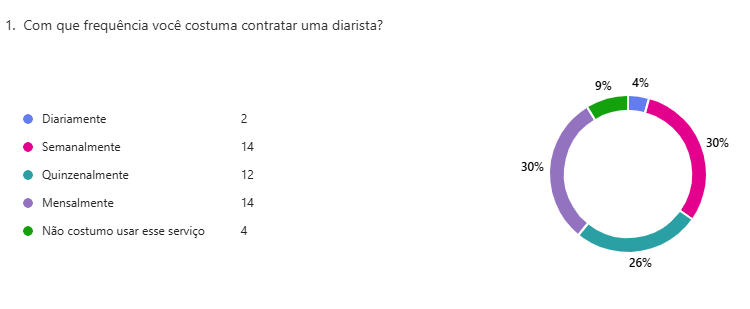 1. Com que frequência você costuma contratar uma diarista?
Diariamente 2
Semanalmente 14
Quinzenalmente 12
Mensalmente 14
Não costumo usar esse serviço 4
9% 4%
30%
30%
26%